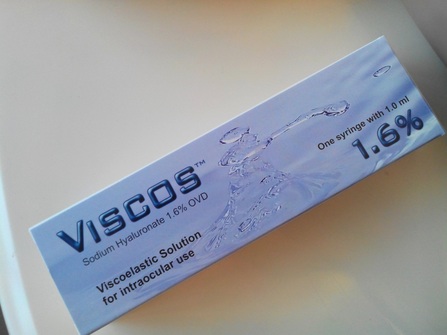 VISCOS™
Sodium Hyaluronate 1.6% OVD
Viscoelastic Solution
for intraocular use
One syringe with 1.0 ml
1.6%